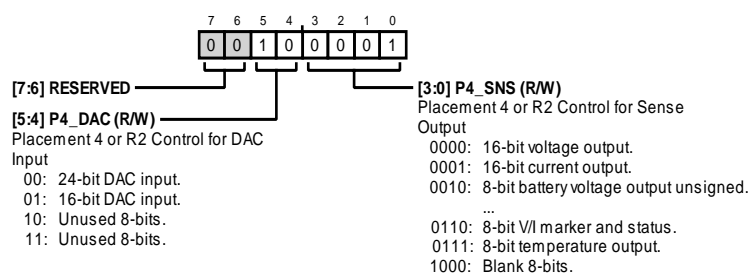 7 6 5 4 3 2 1 0
0 0 1 0 0 0 0 1
[7:6] RESERVED
[5:4] P4_DAC (R/W)
Placement 4 or R2 Control for DAC
Input
00: 24-bit DAC input.
01: 16-bit DAC input.
10: Unused 8-bits.
11: Unused 8-bits.
[3:0] P4_SNS (R/W)
Placement 4 or R2 Control for Sense
Output
0000: 16-bit voltage output.
0001: 16-bit current output.
0010: 8-bit battery voltage output unsigned.
...
0110: 8-bit V/I marker and status.
0111: 8-bit temperature output.
1000: Blank 8-bits.